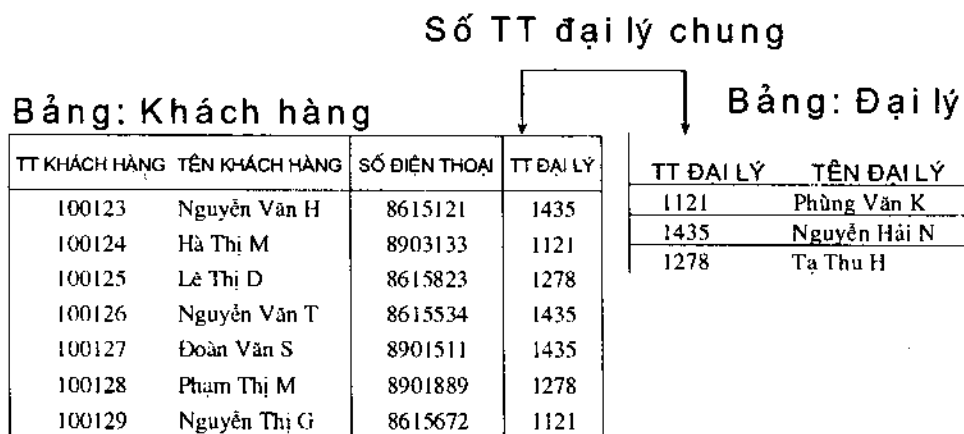 Số TT đại lý chung
Bảng: Khách hàng
TT KHÁCH HÀNG TÊN KHÁCH HÀNG SỐ ĐIỆN THOẠI TT ĐẠI LÝ
100123 Nguyễn Văn H 8615121 1435
100124 Hà Thị M 8903133 1121
100125 Lê Thị D 8615823 1278
100126 Nguyễn Văn T 8615534 1435
100127 Đoàn Văn S 8901511 1435
100128 Phạm Thị M 8901889 1278
100129 Nguyễn Thị G 8615672 1121
Bảng: Đại lý
TT ĐẠI LÝ TÊN ĐẠI LÝ
1121 Phùng Văn K
1435 Nguyễn Hải N
1278 Tạ Thu H